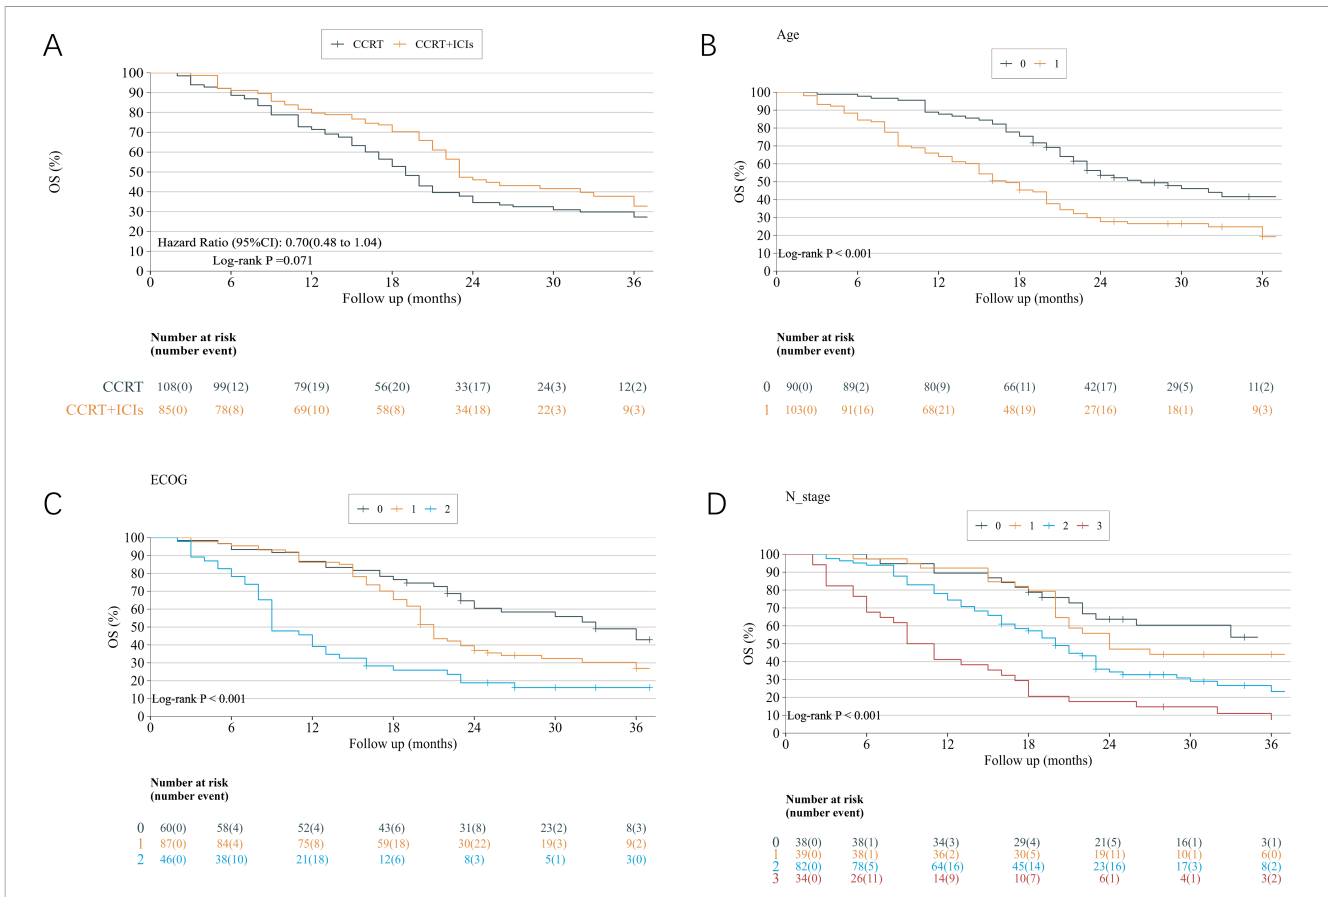 A
CCRT CCRT+ICIs
100
90
80
70
60
50
40
30
20
10
0
OS (%)
Hazard Ratio (95%CI): 0.70(0.48 to 1.04)
Log-rank P =0.071
0 6 12 18 24 30 36
Follow up (months)
Number at risk
(number event)
CCRT 108(0) 99(12) 79(19) 56(20) 33(17) 24(3) 12(2)
CCRT+ICIs 85(0) 78(8) 69(10) 58(8) 34(18) 22(3) 9(3)
B
Age
0 1
100
90
80
70
60
50
40
30
20
10
0
OS (%)
Log-rank P < 0.001
0 6 12 18 24 30 36
Follow up (months)
Number at risk
(number event)
0 90(0) 89(2) 80(9) 66(11) 42(17) 29(5) 11(2)
1 103(0) 91(16) 68(21) 48(19) 27(16) 18(1) 9(3)
C
ECOG
0 1 2
100
90
80
70
60
50
40
30
20
10
0
OS (%)
Log-rank P < 0.001
0 6 12 18 24 30 36
Follow up (months)
Number at risk
(number event)
0 60(0) 58(4) 52(4) 43(6) 31(8) 23(2) 8(3)
1 87(0) 84(4) 75(8) 59(18) 30(22) 19(3) 9(2)
2 46(0) 38(10) 21(18) 12(6) 8(3) 5(1) 3(0)
D
N_stage
0 1 2 3
100
90
80
70
60
50
40
30
20
10
0
OS (%)
Log-rank P < 0.001
0 6 12 18 24 30 36
Follow up (months)
Number at risk
(number event)
0 38(0) 38(1) 34(3) 29(4) 21(5) 16(1) 3(1)
1 39(0) 38(1) 36(2) 30(5) 19(11) 10(1) 6(0)
2 82(0) 78(5) 64(16) 45(14) 23(16) 17(3) 8(2)
3 34(0) 26(11) 14(9) 10(7) 6(1) 4(1) 3(2)